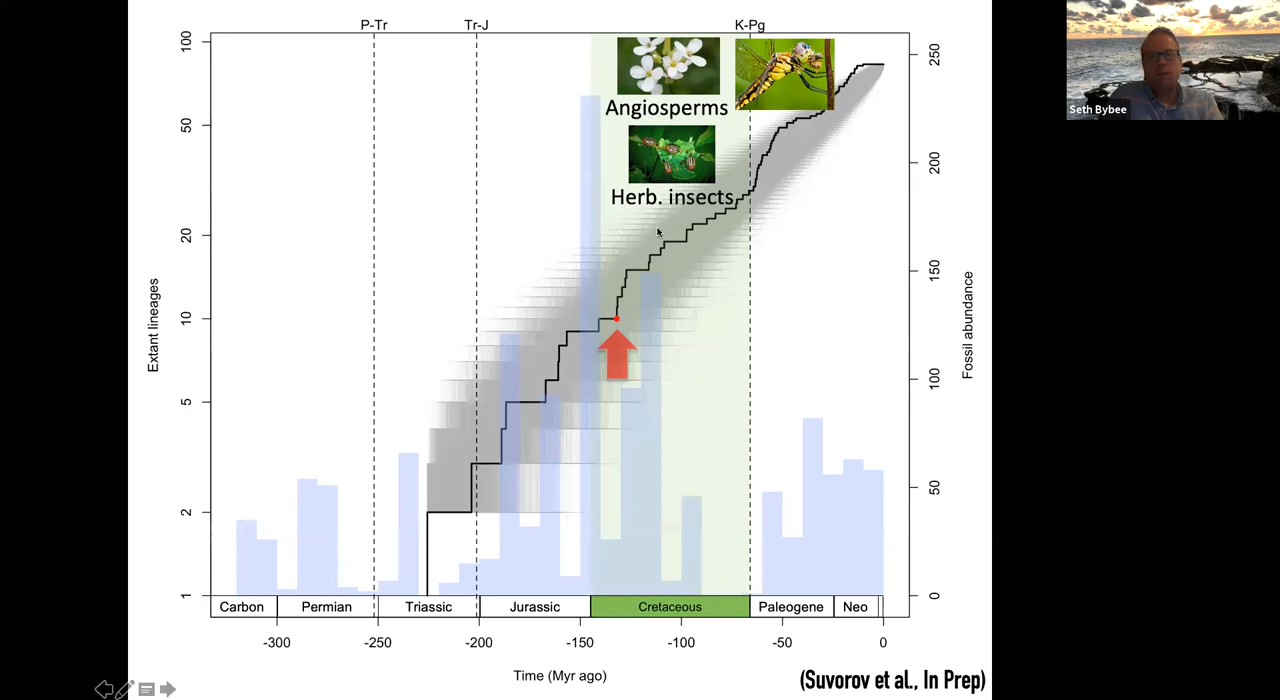 P-Tr Tr-J K-Pg
Seth Bybee
Angiosperms
Herb. insects
Extant lineages
100
50
20
10
5
2
1
Fossil abundance
250
200
150
100
50
0
Carbon Permian Triassic Jurassic Cretaceous Paleogene Neo
-300 -250 -200 -150 -100 -50 0
Time (Myr ago)
(Suvorov et al., In Prep)